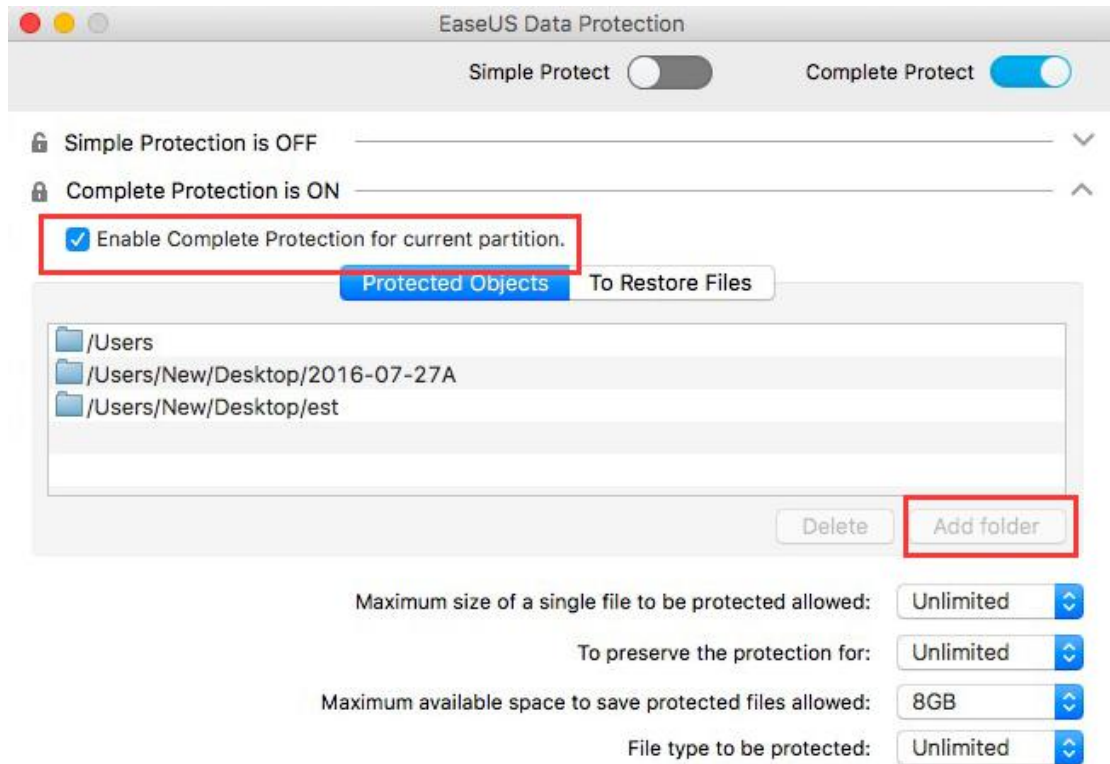 EaseUS Data Protection
Simple Protect Complete Protect
Simple Protection is OFF
Complete Protection is ON
Enable Complete Protection for current partition.
Protected Objects To Restore Files
/Users
/Users/New/Desktop/2016-07-27A
/Users/New/Desktop/est
Delete Add folder
Maximum size of a single file to be protected allowed: Unlimited
To preserve the protection for: Unlimited
Maximum available space to save protected files allowed: 8GB
File type to be protected: Unlimited